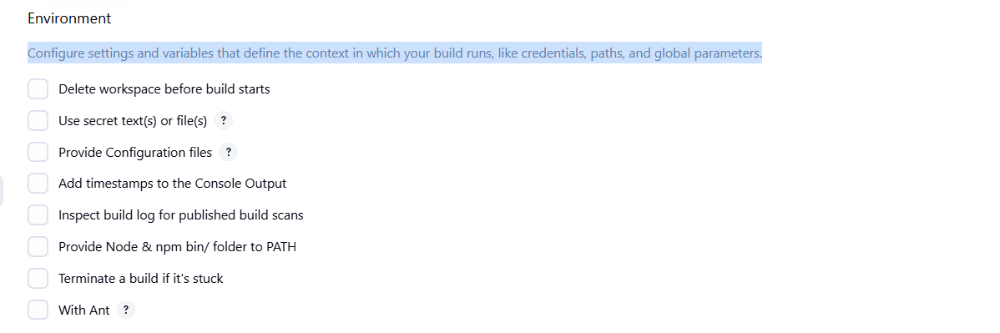 Environment
Configure settings and variables that define the context in which your build runs, like credentials, paths, and global parameters.
Delete workspace before build starts
Use secret text(s) or file(s) ?
Provide Configuration files ?
Add timestamps to the Console Output
Inspect build log for published build scans
Provide Node & npm bin/ folder to PATH
Terminate a build if it's stuck
With Ant ?